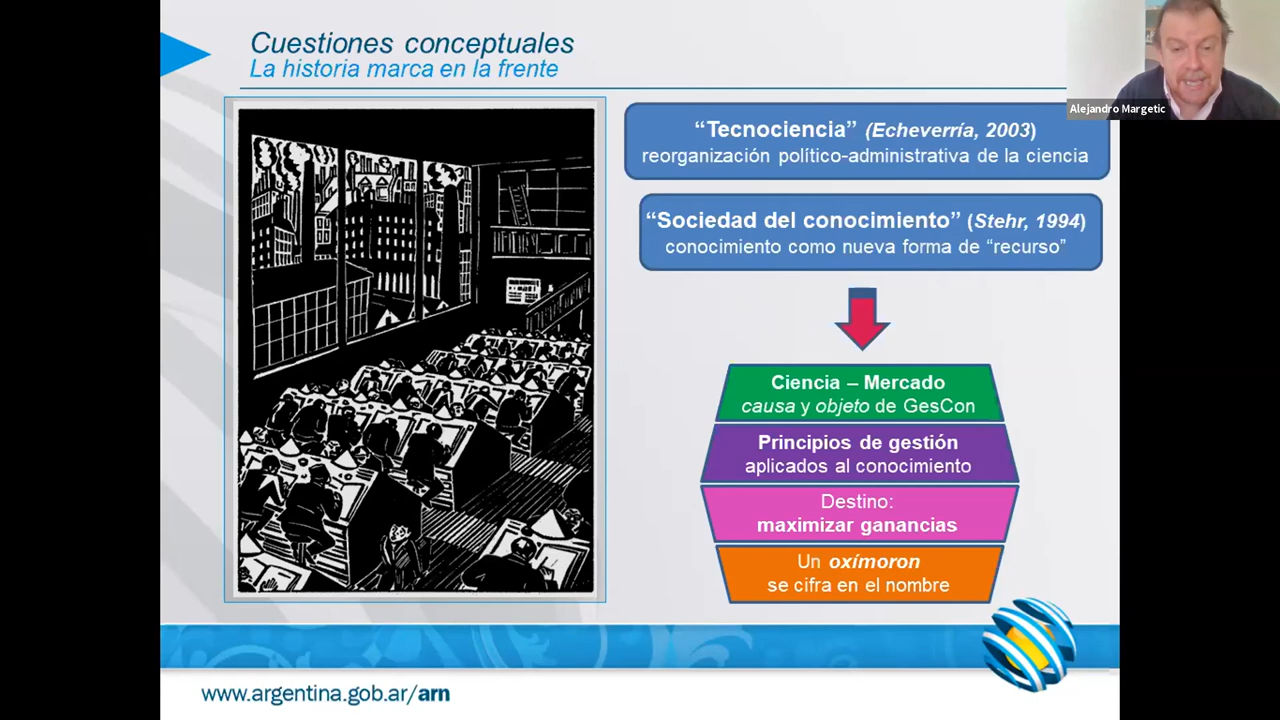 Cuestiones conceptuales
La historia marca en la frente
Alejandro Margetic
“Tecnociencia” (Echeverría, 2003)
reorganización político-administrativa de la ciencia
“Sociedad del conocimiento” (Stehr, 1994)
conocimiento como nueva forma de “recurso”
Ciencia – Mercado
causa y objeto de GesCon
Principios de gestión
aplicados al conocimiento
Destino:
maximizar ganancias
Un oxímoron
se cifra en el nombre
www.argentina.gob.ar/arn